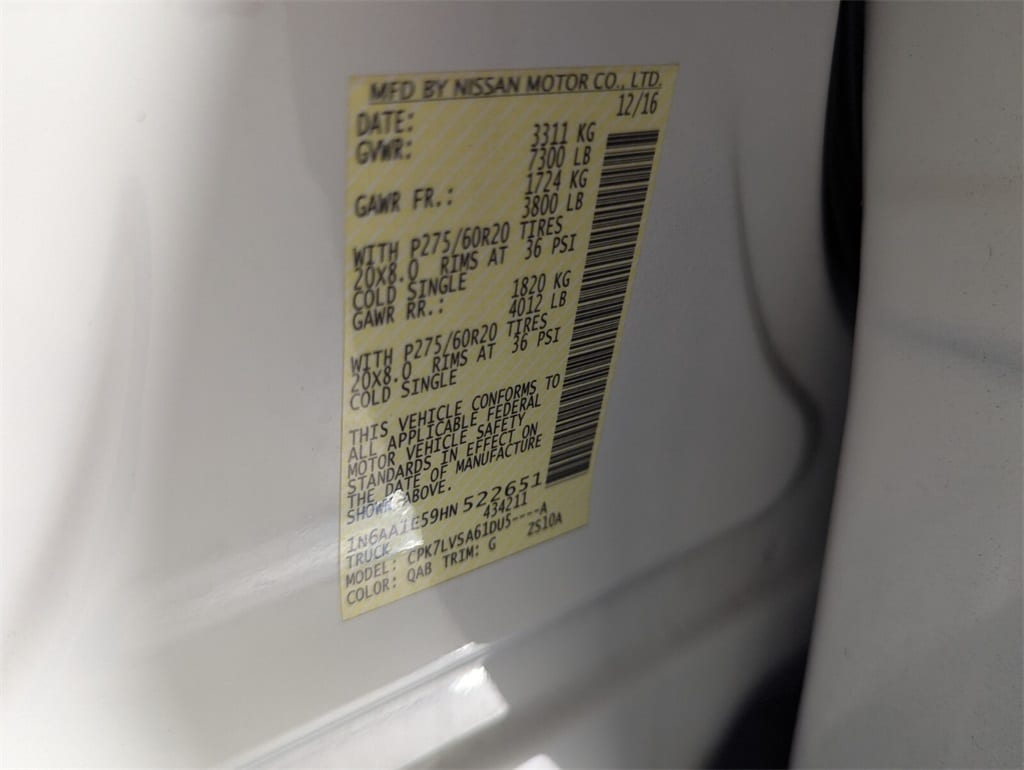 MFD BY NISSAN MOTOR CO., LTD.
DATE: 12/16
GVWR: 3311 KG
7300 LB
GAWR FR.: 1724 KG
3800 LB
WITH P275/60R20 TIRES
20X8.0 RIMS AT 36 PSI
COLD SINGLE
GAWR RR.: 1820 KG
4012 LB
WITH P275/60R20 TIRES
20X8.0 RIMS AT 36 PSI
COLD SINGLE
THIS VEHICLE CONFORMS TO
ALL APPLICABLE FEDERAL
MOTOR VEHICLE SAFETY
STANDARDS IN EFFECT ON
THE DATE OF MANUFACTURE
SHOWN ABOVE.
1N6AA1E59HN 522651
TRUCK 434211
MODEL: CPK7LVSA61DU5----A
COLOR: QAB TRIM: G 2S10A